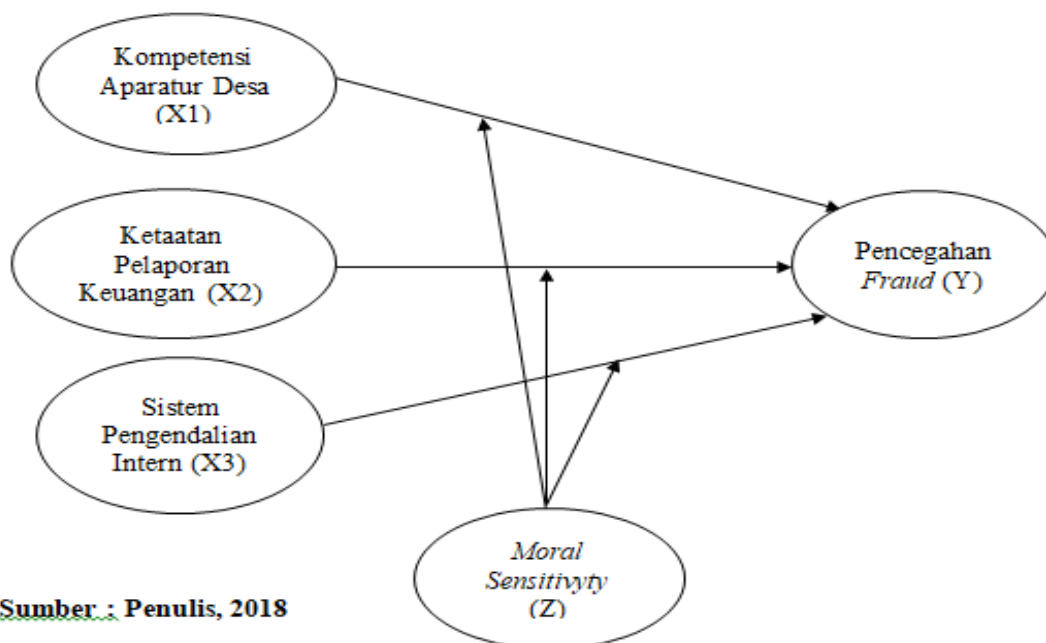 Kompetensi
Aparatur Desa
(X1)
Ketaatan
Pelaporan
Keuangan (X2)
Pencegahan
Fraud (Y)
Sistem
Pengendalian
Intern (X3)
Moral
Sensitivyty
(Z)
Sumber : Penulis, 2018